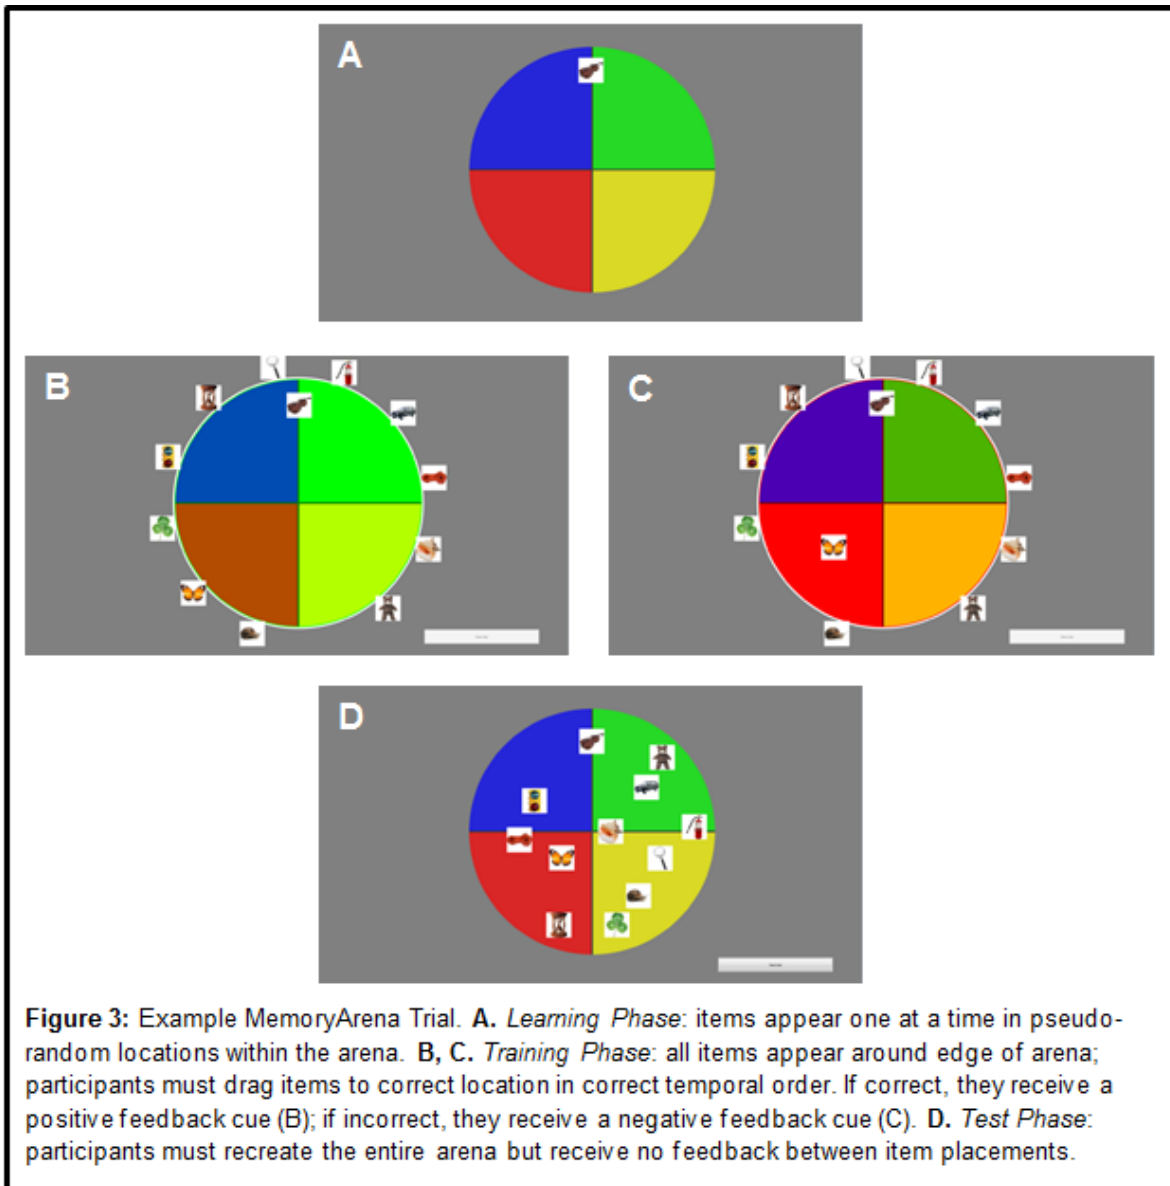 A
B
C
D
Figure 3: Example MemoryArena Trial. A. Learning Phase: items appear one at a time in pseudo-
random locations within the arena. B, C. Training Phase: all items appear around edge of arena;
participants must drag items to correct location in correct temporal order. If correct, they receive a
positive feedback cue (B); if incorrect, they receive a negative feedback cue (C). D. Test Phase:
participants must recreate the entire arena but receive no feedback between item placements.